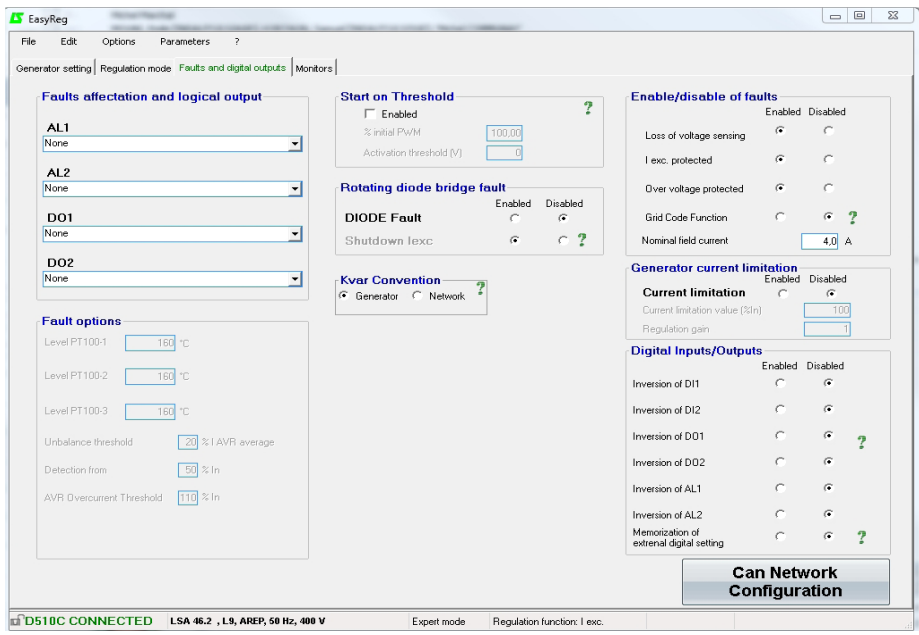 EasyReg
File Edit Options Parameters ?
Generator setting Regulation mode Faults and digital outputs Monitors
Faults affectation and logical output
AL1
None
AL2
None
DO1
None
DO2
None
Fault options
Level PT100-1 160 °C
Level PT100-2 160 °C
Level PT100-3 160 °C
Unbalance threshold 20 % I AVR average
Detection from 50 % In
AVR Overcurrent Threshold 110 % In
Start on Threshold
Enabled ?
% initial PWM 100,00
Activation threshold (V) 0
Rotating diode bridge fault
Enabled Disabled
DIODE Fault
Shutdown Iexc ?
Kvar Convention
Generator Network ?
Enable/disable of faults
Enabled Disabled
Loss of voltage sensing
I exc. protected
Over voltage protected
Grid Code Function ?
Nominal field current 4,0 A
Generator current limitation
Enabled Disabled
Current limitation
Current limitation value (%In) 100
Regulation gain 1
Digital Inputs/Outputs
Enabled Disabled
Inversion of DI1
Inversion of DI2
Inversion of DO1 ?
Inversion of DO2
Inversion of AL1
Inversion of AL2
Memorization of
extrenal digital setting ?
Can Network
Configuration
D510C CONNECTED LSA 46.2 , L9, AREP, 50 Hz, 400 V Expert mode Regulation function: I exc.